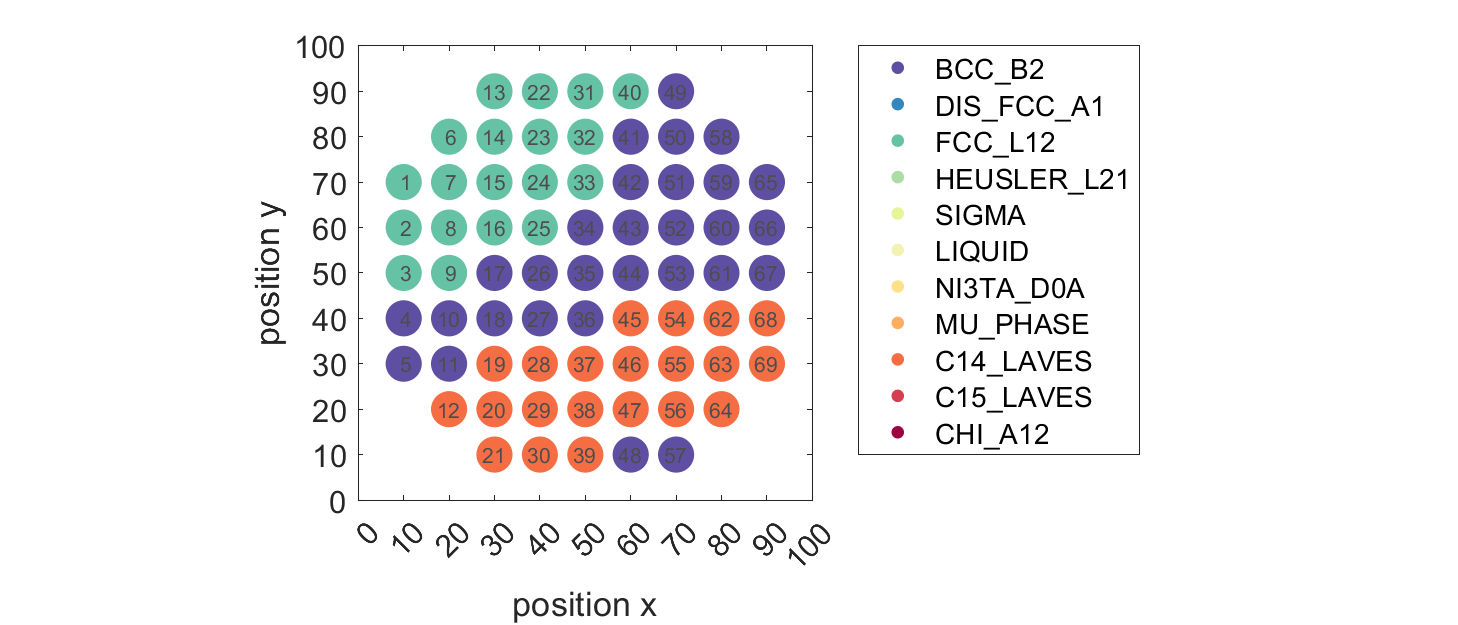 100
90
80
70
60
50
40
30
20
10
0
position y
13 22 31 40 49
6 14 23 32 41 50 58
1 7 15 24 33 42 51 59 65
2 8 16 25 34 43 52 60 66
3 9 17 26 35 44 53 61 67
4 10 18 27 36 45 54 62 68
5 11 19 28 37 46 55 63 69
12 20 29 38 47 56 64
21 30 39 48 57
0 10 20 30 40 50 60 70 80 90 100
position x
BCC_B2
DIS_FCC_A1
FCC_L12
HEUSLER_L21
SIGMA
LIQUID
NI3TA_D0A
MU_PHASE
C14_LAVES
C15_LAVES
CHI_A12